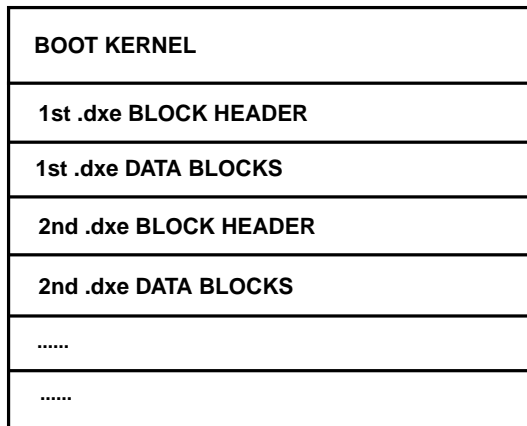 BOOT KERNEL
1st .dxe BLOCK HEADER
1st .dxe DATA BLOCKS
2nd .dxe BLOCK HEADER
2nd .dxe DATA BLOCKS
......
......